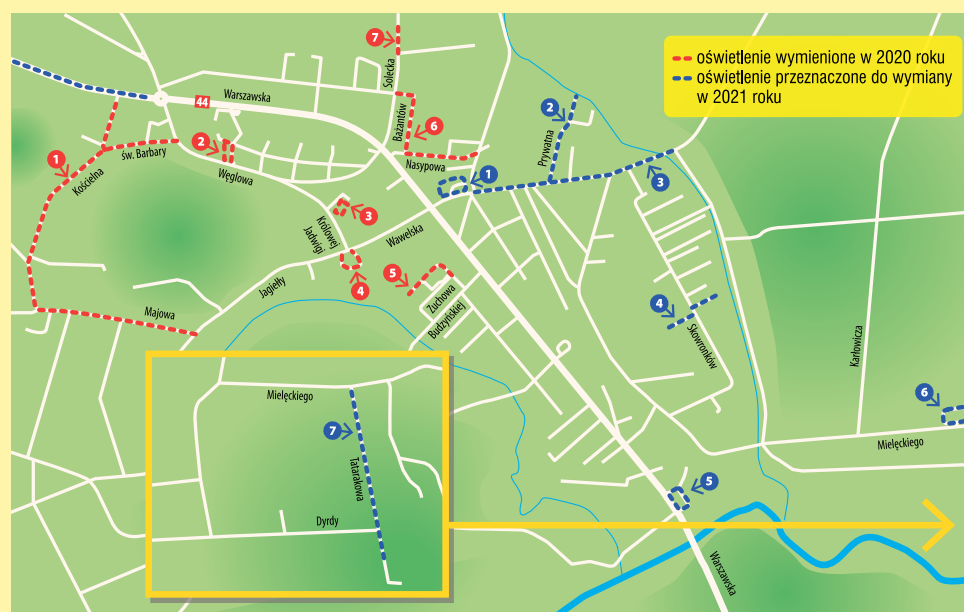 oświetlenie wymienione w 2020 roku
oświetlenie przeznaczone do wymiany
w 2021 roku
7
Solecka
44
Warszawska
Bażantów
6
2
Prywatna
1
św. Barbary
2
Nasypowa
Kościelna
Węglowa
1
3
3
Królowej
Jadwigi
Wawelska
5
4
Jagiełły
Żuchowa
Budzyńskiej
4
Majowa
Skowronków
Karłowicza
Mielęckiego
6
7
Mielęckiego
Tatarakowa
5
Dyrdy
Warszawska